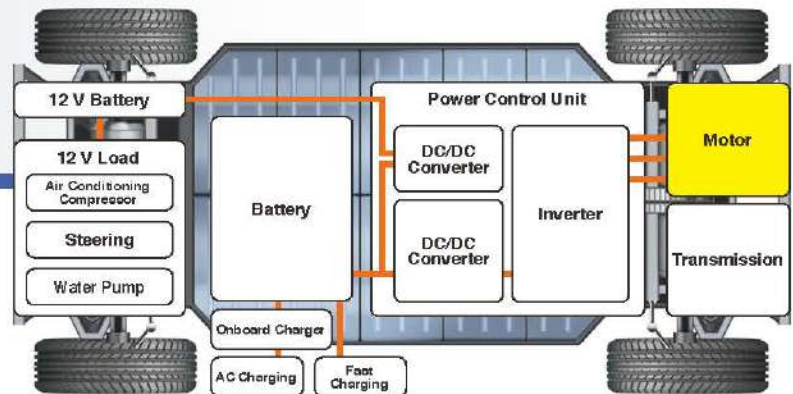 12 V Battery
12 V Load
Air Conditioning
Compressor
Steering
Water Pump
Battery
Onboard Charger
AC Charging
Fast
Charging
Power Control Unit
DC/DC
Converter
DC/DC
Converter
Inverter
Motor
Transmission